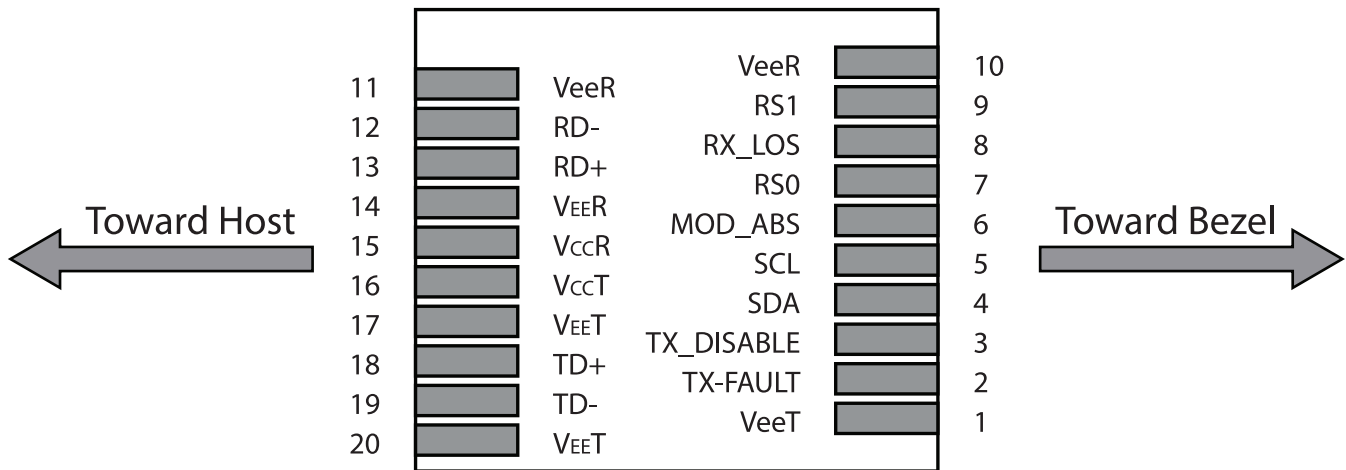 VeeR 10
11 VeeR RS1 9
12 RD- RX_LOS 8
13 RD+ RS0 7
14 VEER MOD_ABS 6
Toward Host Toward Bezel
15 VccR SCL 5
16 VccT SDA 4
17 VEET TX_DISABLE 3
18 TD+ TX-FAULT 2
19 TD- VeeT 1
20 VEET